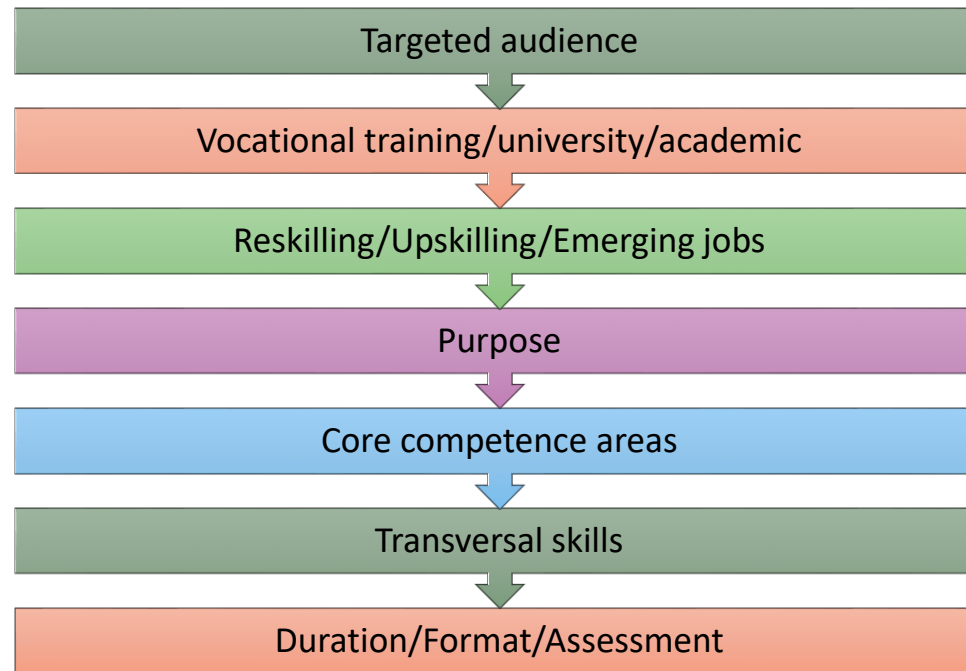 Targeted audience
Vocational training/university/academic
Reskilling/Upskilling/Emerging jobs
Purpose
Core competence areas
Transversal skills
Duration/Format/Assessment